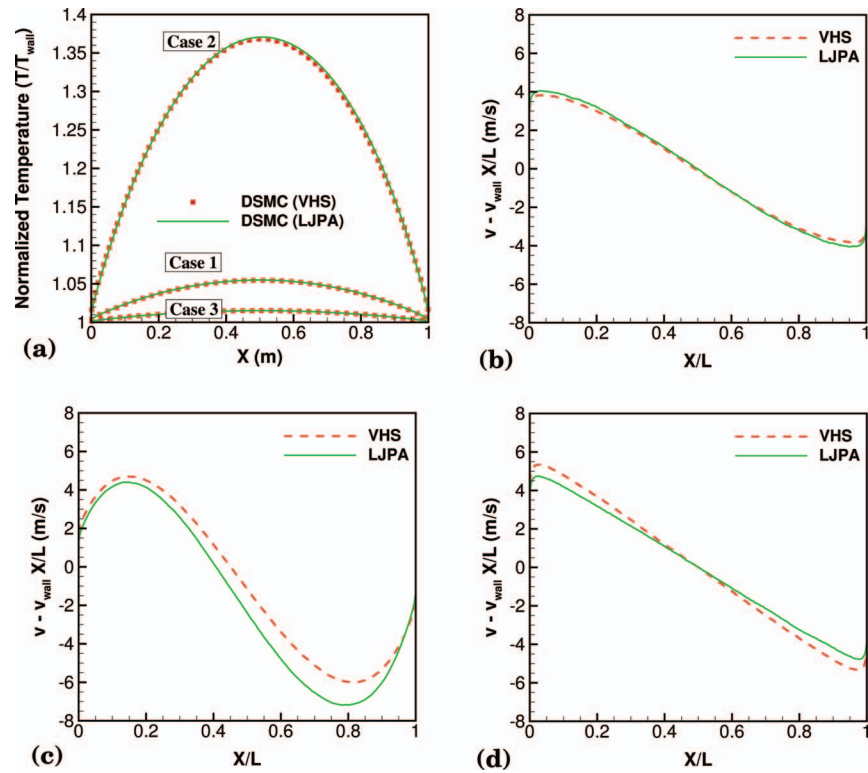 1.4
1.35
1.3
1.25
1.2
1.15
1.1
1.05
1
Normalized Temperature (T/T_wall)
Case 2
DSMC (VHS)
DSMC (LJPA)
Case 1
Case 3
0 0.2 0.4 0.6 0.8 1
X (m)
(a)
8
6
4
2
0
-2
-4
-6
-8
v - v_wall X/L (m/s)
VHS
LJPA
0 0.2 0.4 0.6 0.8 1
X/L
(b)
8
6
4
2
0
-2
-4
-6
-8
v - v_wall X/L (m/s)
VHS
LJPA
0 0.2 0.4 0.6 0.8 1
X/L
(c)
8
6
4
2
0
-2
-4
-6
-8
v - v_wall X/L (m/s)
VHS
LJPA
0 0.2 0.4 0.6 0.8 1
X/L
(d)